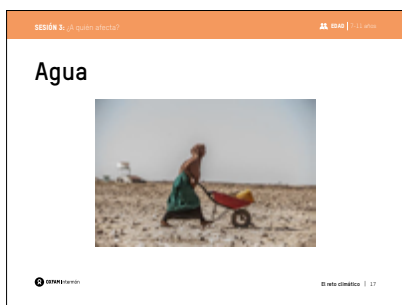 SESIÓN 3: ¿A quién afecta?
EDAD | 7-11 años
Agua
OXFAM Intermón
El reto climático | 17